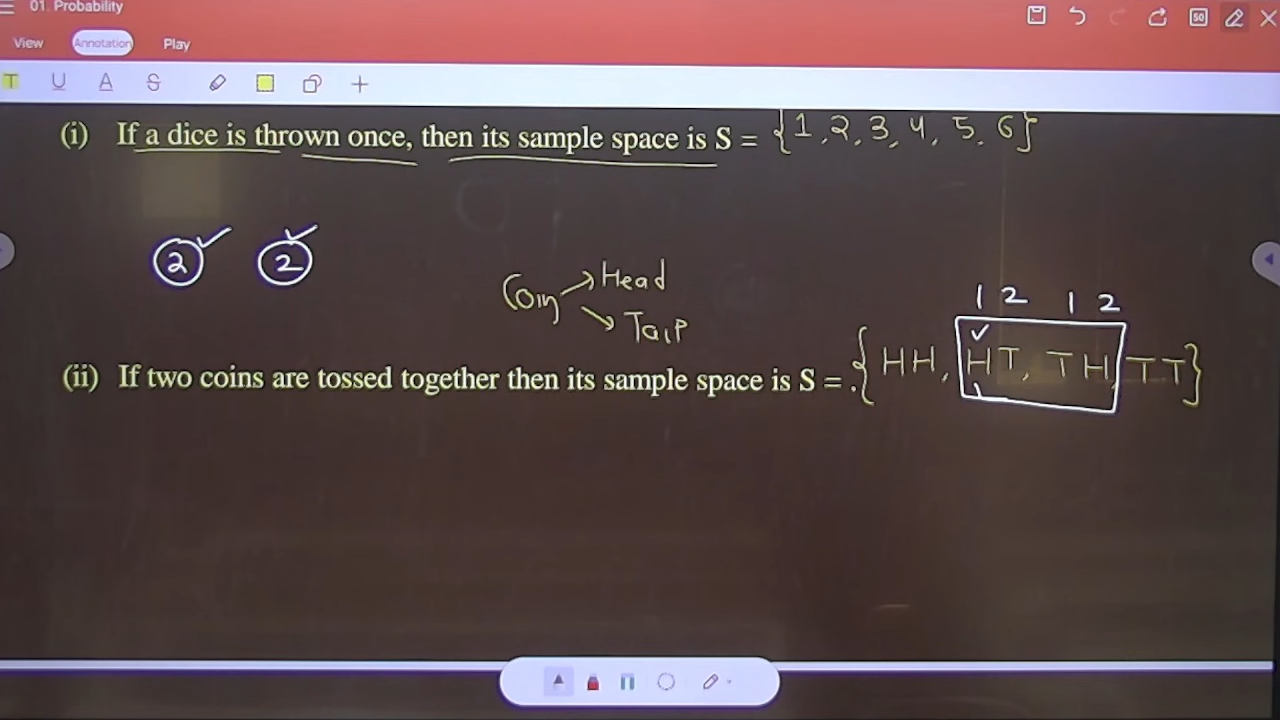 01. Probability
50
View Annotation Play
T U A S
(i) If a dice is thrown once, then its sample space is S = {1, 2, 3, 4, 5, 6}
2 2
Coin Head
Tail
1 2 1 2
(ii) If two coins are tossed together then its sample space is S = {HH, HT, TH, TT}